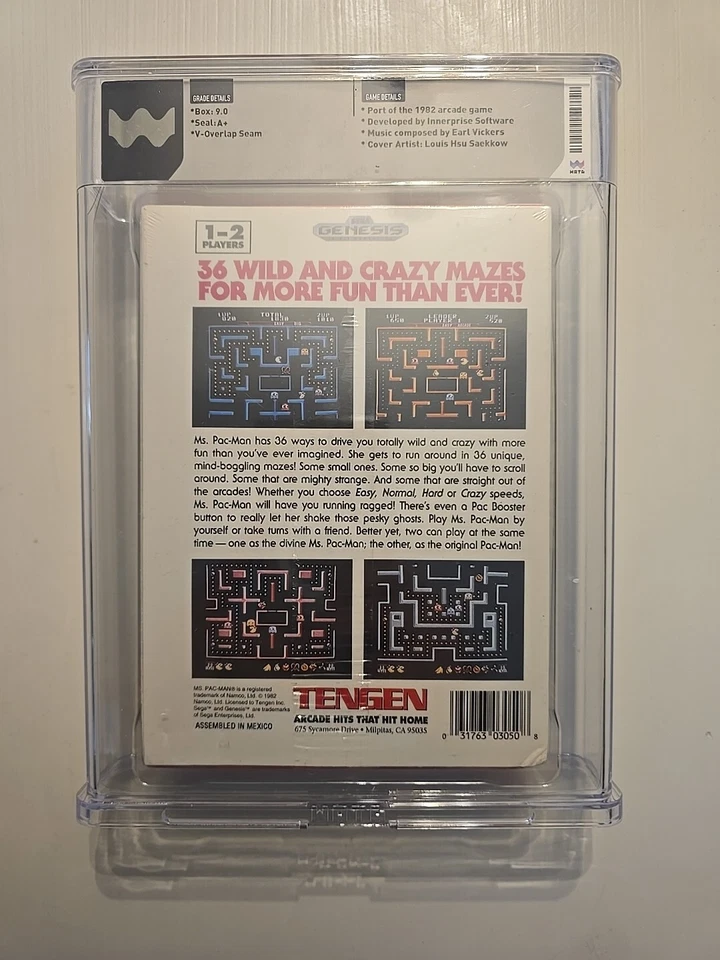 GRADE DETAILS
*Box: 9.0
*Seal: A+
*V-Overlap Seam
GAME DETAILS
* Port of the 1982 arcade game
* Developed by Innerprise Software
* Music composed by Earl Vickers
* Cover Artist: Louis Hsu Saekkow
WATA
1-2
PLAYERS
SEGA
GENESIS
36 WILD AND CRAZY MAZES
FOR MORE FUN THAN EVER!
1UP TOTAL 2UP
1UP LEADER 2UP
PLAYER 1
Ms. Pac-Man has 36 ways to drive you totally wild and crazy with more
fun than you've ever imagined. She gets to run around in 36 unique,
mind-boggling mazes! Some small ones. Some so big you'll have to scroll
around. Some that are mighty strange. And some that are straight out of
the arcades! Whether you choose Easy, Normal, Hard or Crazy speeds,
Ms. Pac-Man will have you running ragged! There's even a Pac Booster
button to really let her shake those pesky ghosts. Play Ms. Pac-Man by
yourself or take turns with a friend. Better yet, two can play at the same
time — one as the divine Ms. Pac-Man; the other, as the original Pac-Man!
MS. PAC-MAN® is a registered
trademark of Namco, Ltd. © 1982
Namco, Ltd. Licensed to Tengen Inc.
Sega™ and Genesis™ are trademarks
of Sega Enterprises, Ltd.
ASSEMBLED IN MEXICO
TENGEN
ARCADE HITS THAT HIT HOME
675 Sycamore Drive • Milpitas, CA 95035
0 31763 03050 8
WATA